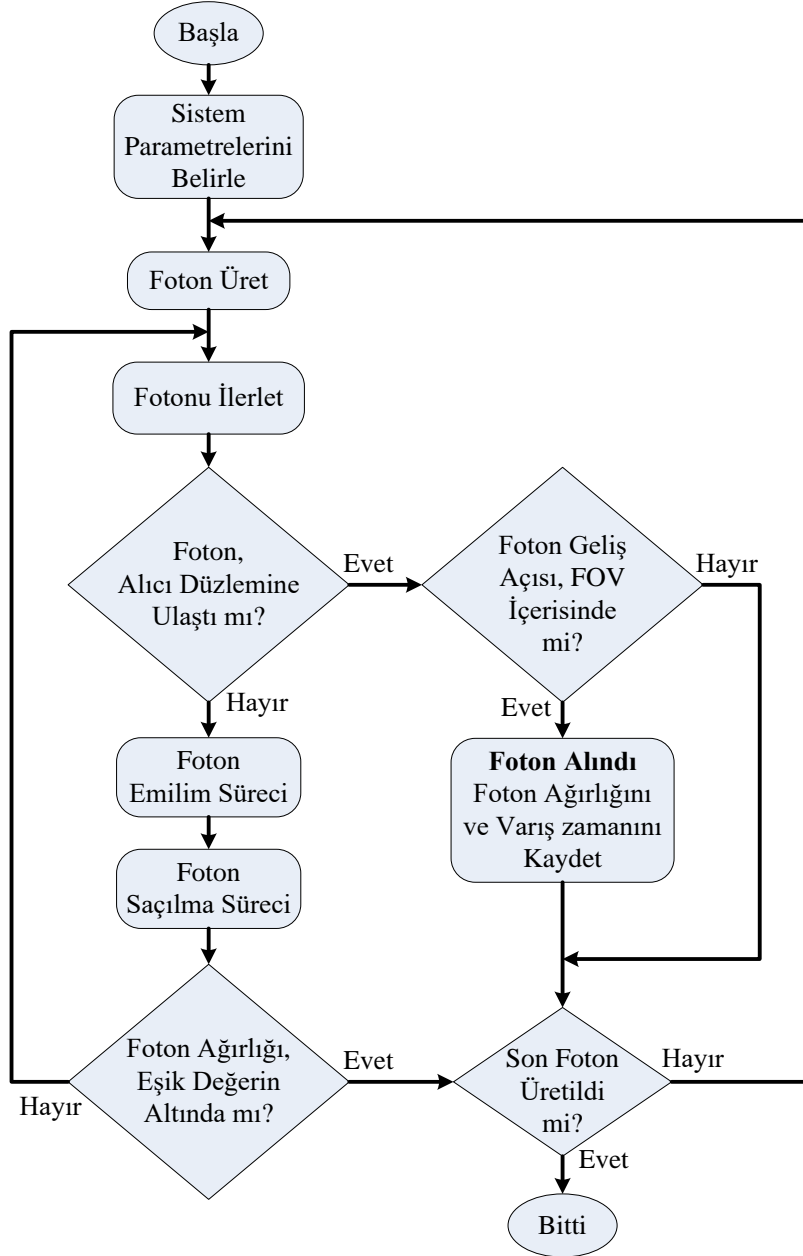 Başla
Sistem
Parametrelerini
Belirle
Foton Üret
Fotonu İlerlet
Foton,
Alıcı Düzlemine
Ulaştı mı?
Evet
Foton Geliş
Açısı, FOV
İçerisinde
mi?
Hayır
Hayır
Evet
Foton
Emilim Süreci
Foton Alındı
Foton Ağırlığını
ve Varış zamanını
Kaydet
Foton
Saçılma Süreci
Foton Ağırlığı,
Eşik Değerin
Altında mı?
Hayır
Evet
Son Foton
Üretildi
mi?
Hayır
Evet
Bitti